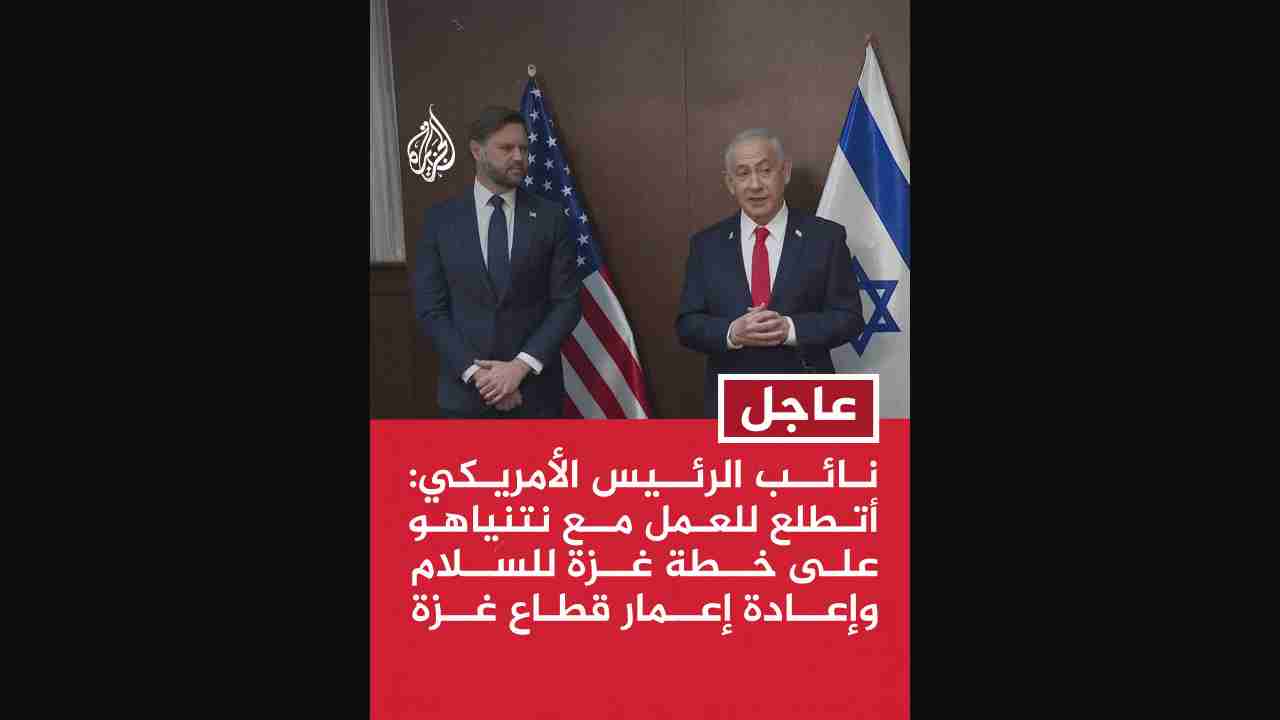 الجزيرة
عاجل
نائب الرئيس الأمريكي:
أتطلع للعمل مع نتنياهو
على خطة غزة للسلام
وإعادة إعمار قطاع غزة